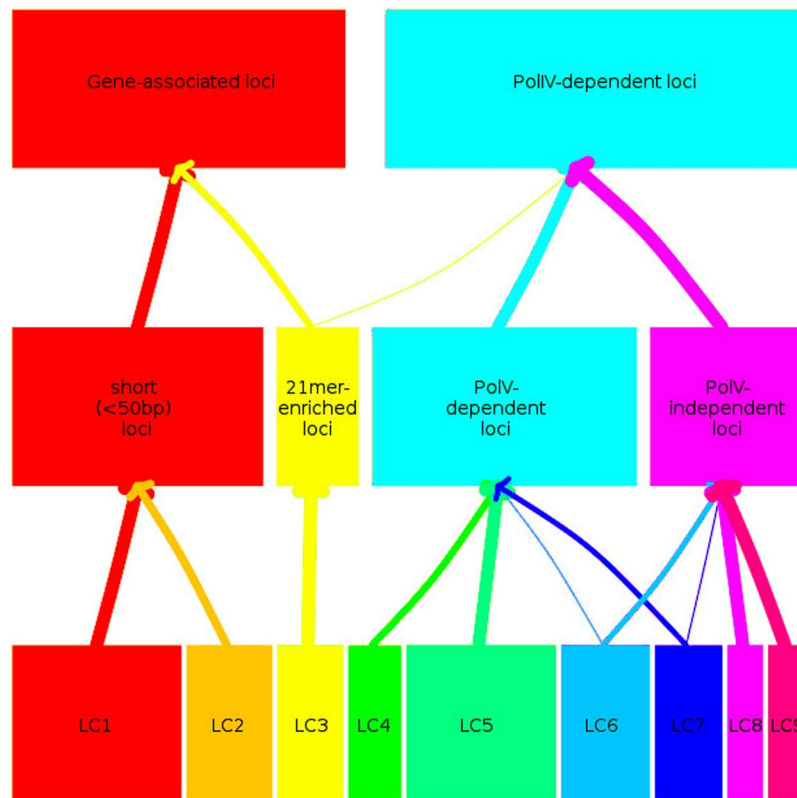 Gene-associated loci
PolIV-dependent loci
short
(<50bp)
loci
21mer-
enriched
loci
PolV-
dependent
loci
PolV-
independent
loci
LC1
LC2
LC3
LC4
LC5
LC6
LC7
LC8